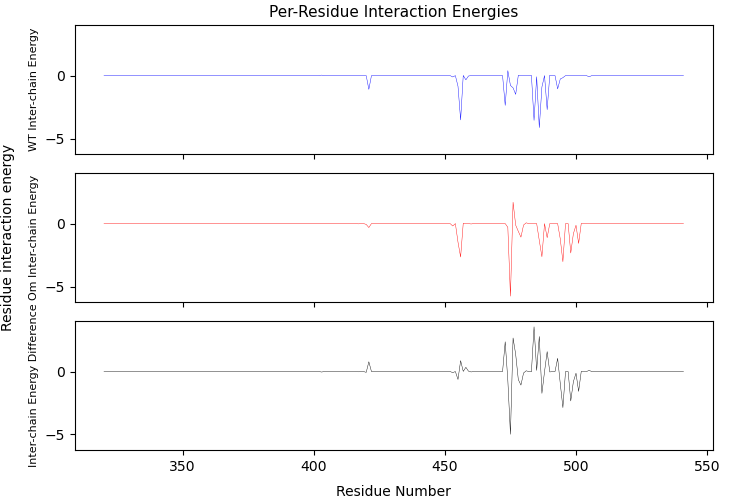 Per-Residue Interaction Energies
Residue interaction energy
WT Inter-chain Energy
0
−5
Om Inter-chain Energy
0
−5
Inter-chain Energy Difference
0
−5
350
400
450
500
550
Residue Number